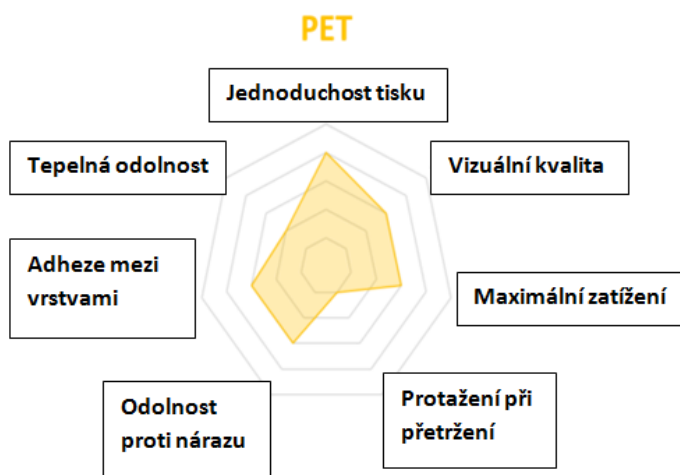 PET
Jednoduchost tisku
Tepelná odolnost
Vizuální kvalita
Adheze mezi
vrstvami
Maximální zatížení
Odolnost
proti nárazu
Protažení při
přetržení